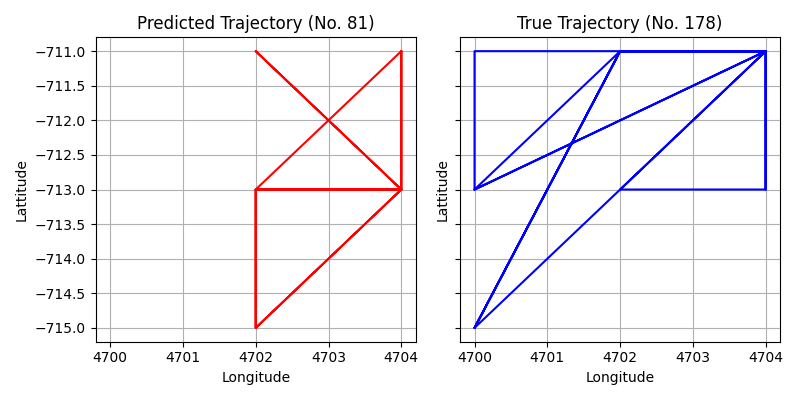 Predicted Trajectory (No. 81)
True Trajectory (No. 178)
Lattitude
−711.0
−711.5
−712.0
−712.5
−713.0
−713.5
−714.0
−714.5
−715.0
4700 4701 4702 4703 4704
Longitude
Lattitude
4700 4701 4702 4703 4704
Longitude